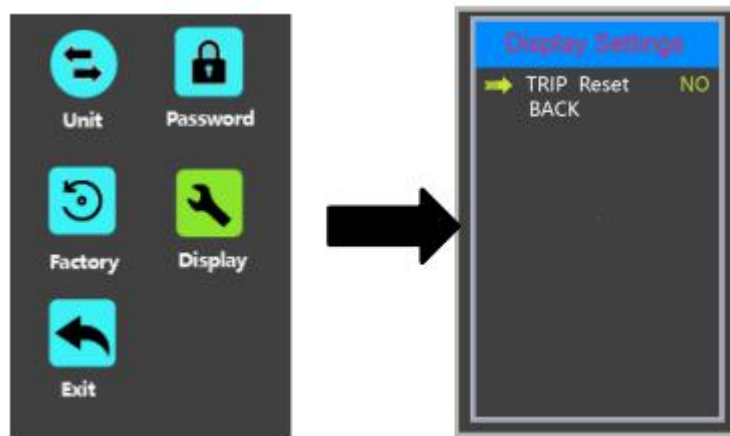 Unit Password
Factory Display
Exit
Display Settings
TRIP Reset NO
BACK